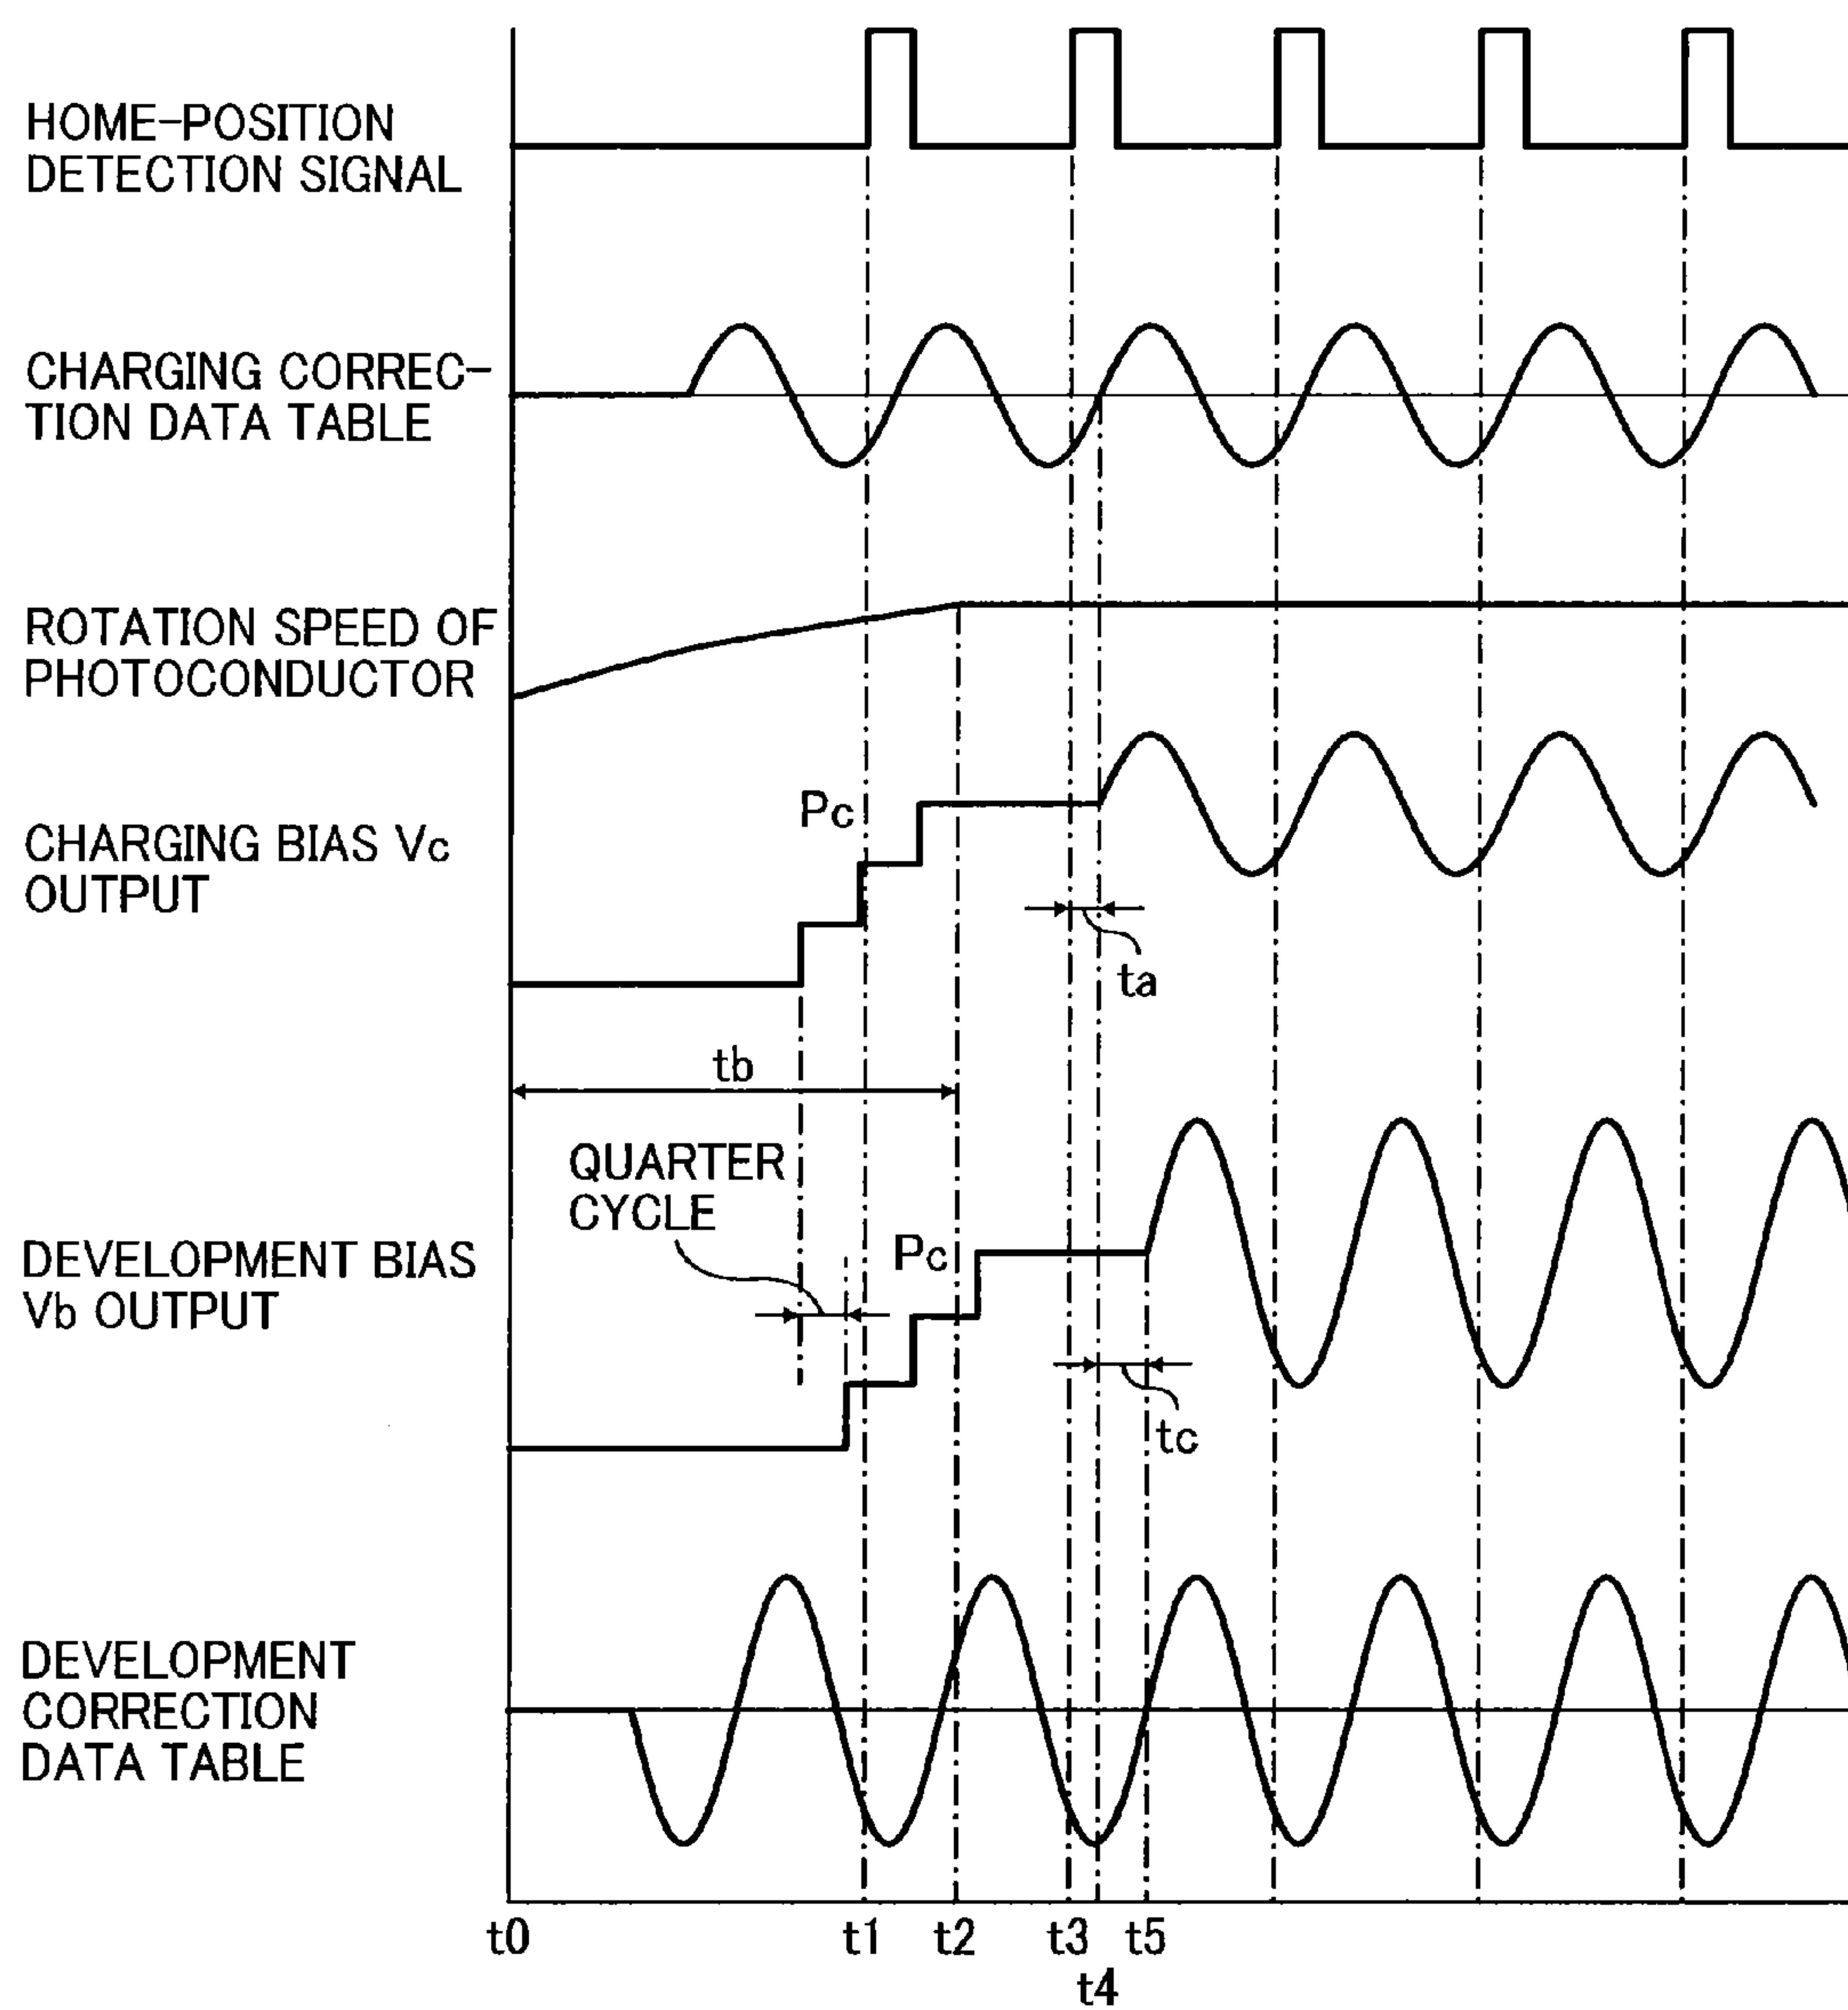 HOME-POSITION
DETECTION SIGNAL
CHARGING CORREC-
TION DATA TABLE
ROTATION SPEED OF
PHOTOCONDUCTOR
Pc
CHARGING BIAS Vc
OUTPUT
ta
tb
QUARTER
CYCLE
Pc
DEVELOPMENT BIAS
Vb OUTPUT
tc
DEVELOPMENT
CORRECTION
DATA TABLE
t0 t1 t2 t3 t5
t4